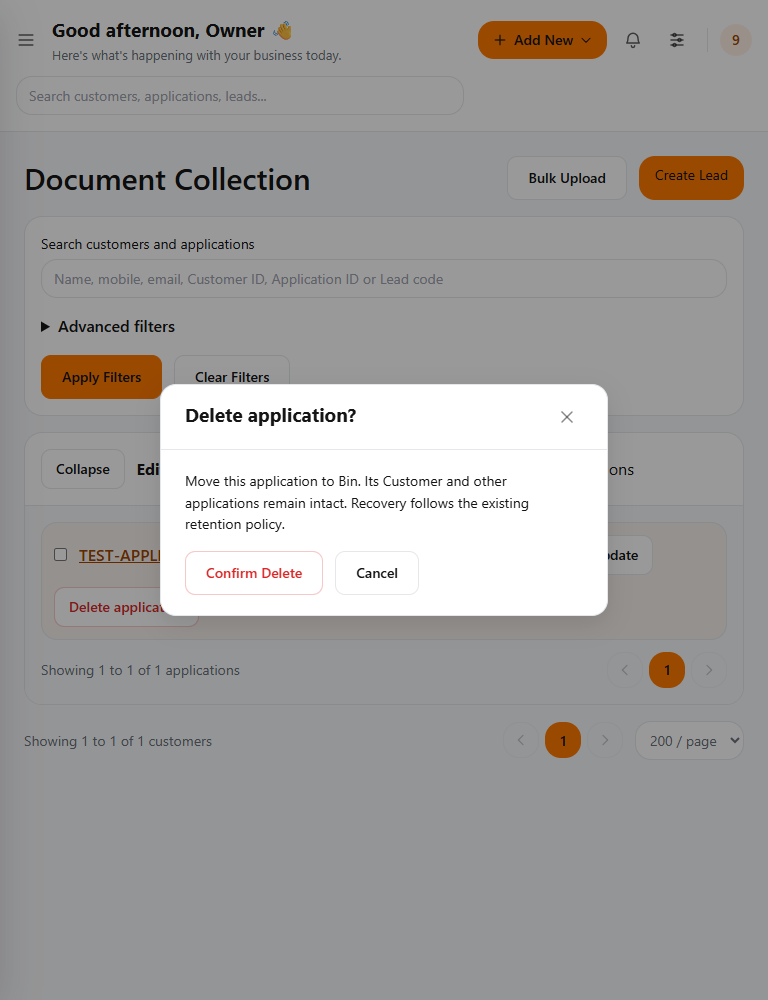 Good afternoon, Owner 👋
Here's what's happening with your business today.
Add New
9
Search customers, applications, leads...
Document Collection
Bulk Upload
Create Lead
Search customers and applications
Name, mobile, email, Customer ID, Application ID or Lead code
Advanced filters
Apply Filters
Clear Filters
Delete application?
Collapse
Move this application to Bin. Its Customer and other
applications remain intact. Recovery follows the existing
retention policy.
Confirm Delete
Cancel
Showing 1 to 1 of 1 applications
1
Showing 1 to 1 of 1 customers
1
200 / page